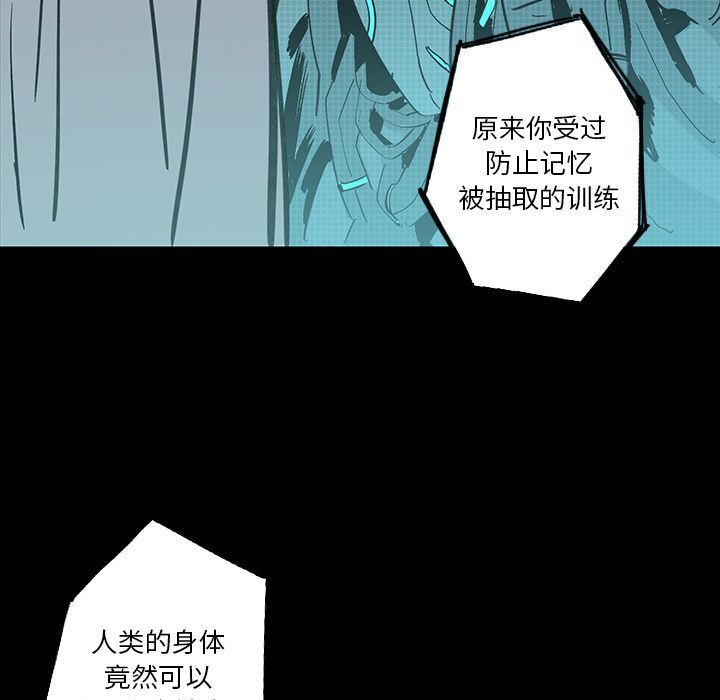 原来你受过
防止记忆
被抽取的训练
人类的身体
竟然可以